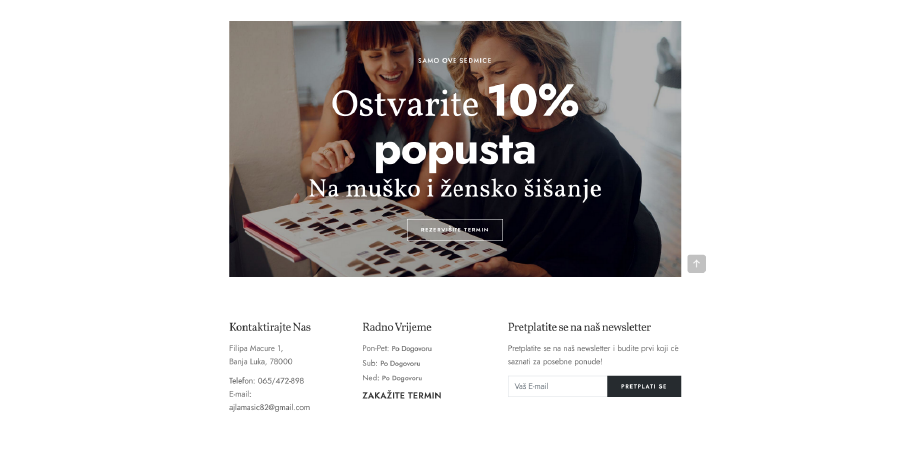 SAMO OVE SEDMICE
Ostvarite 10%
popusta
Na muško i žensko šišanje
REZERVIŠITE TERMIN
Kontaktirajte Nas
Filipa Macure 1,
Banja Luka, 78000
Telefon: 065/472-898
E-mail:
ajlamasic82@gmail.com
Radno Vrijeme
Pon-Pet: Po Dogovoru
Sub: Po Dogovoru
Ned: Po Dogovoru
ZAKAŽITE TERMIN
Pretplatite se na naš newsletter
Pretplatite se na naš newsletter i budite prvi koji će
saznati za posebne ponude!
Vaš E-mail
PRETPLATI SE